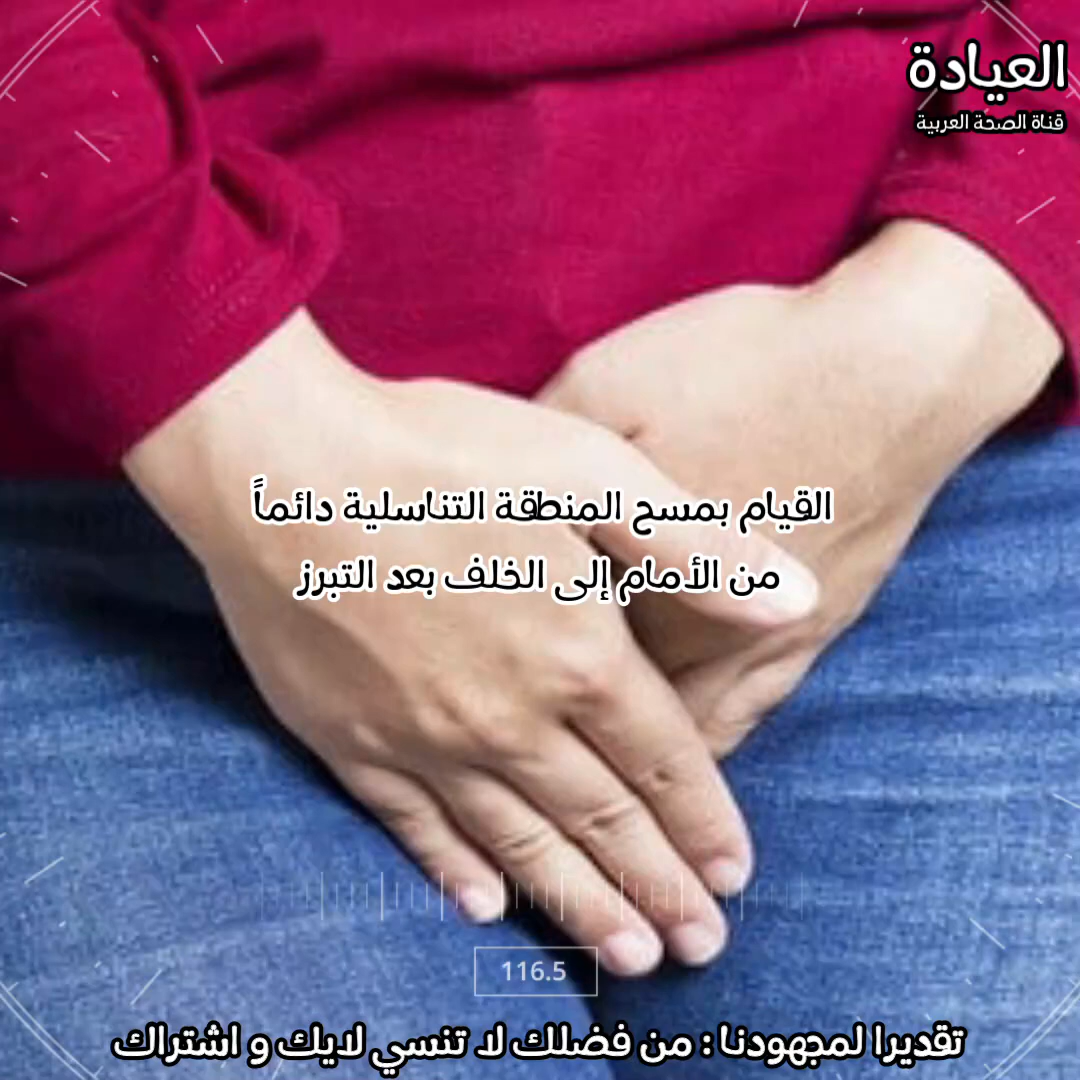 العيادة
قناة الصحة العربية
القيام بمسح المنطقة التناسلية دائماً
من الأمام إلى الخلف بعد التبرز
116.5
تقديرا لمجهودنا : من فضلك لا تنسي لايك و اشتراك